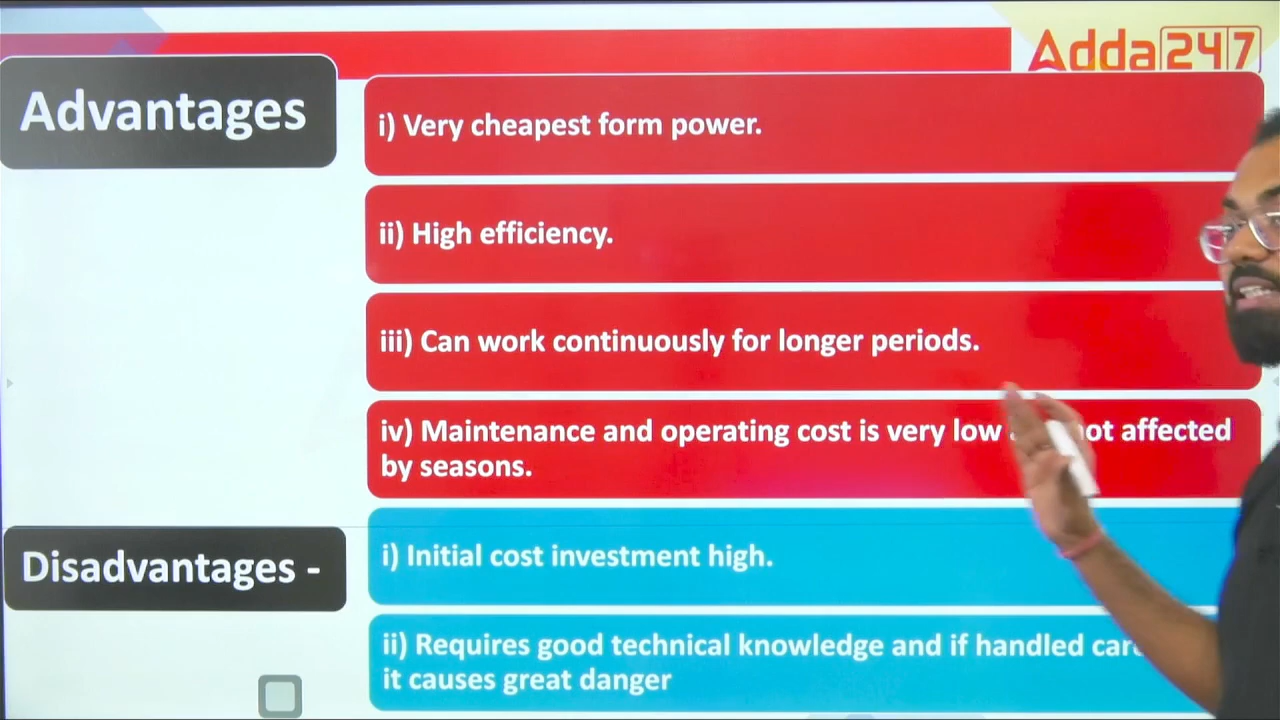 Adda247
Advantages
i) Very cheapest form power.
ii) High efficiency.
iii) Can work continuously for longer periods.
iv) Maintenance and operating cost is very low not affected
by seasons.
Disadvantages -
i) Initial cost investment high.
ii) Requires good technical knowledge and if handled
it causes great danger